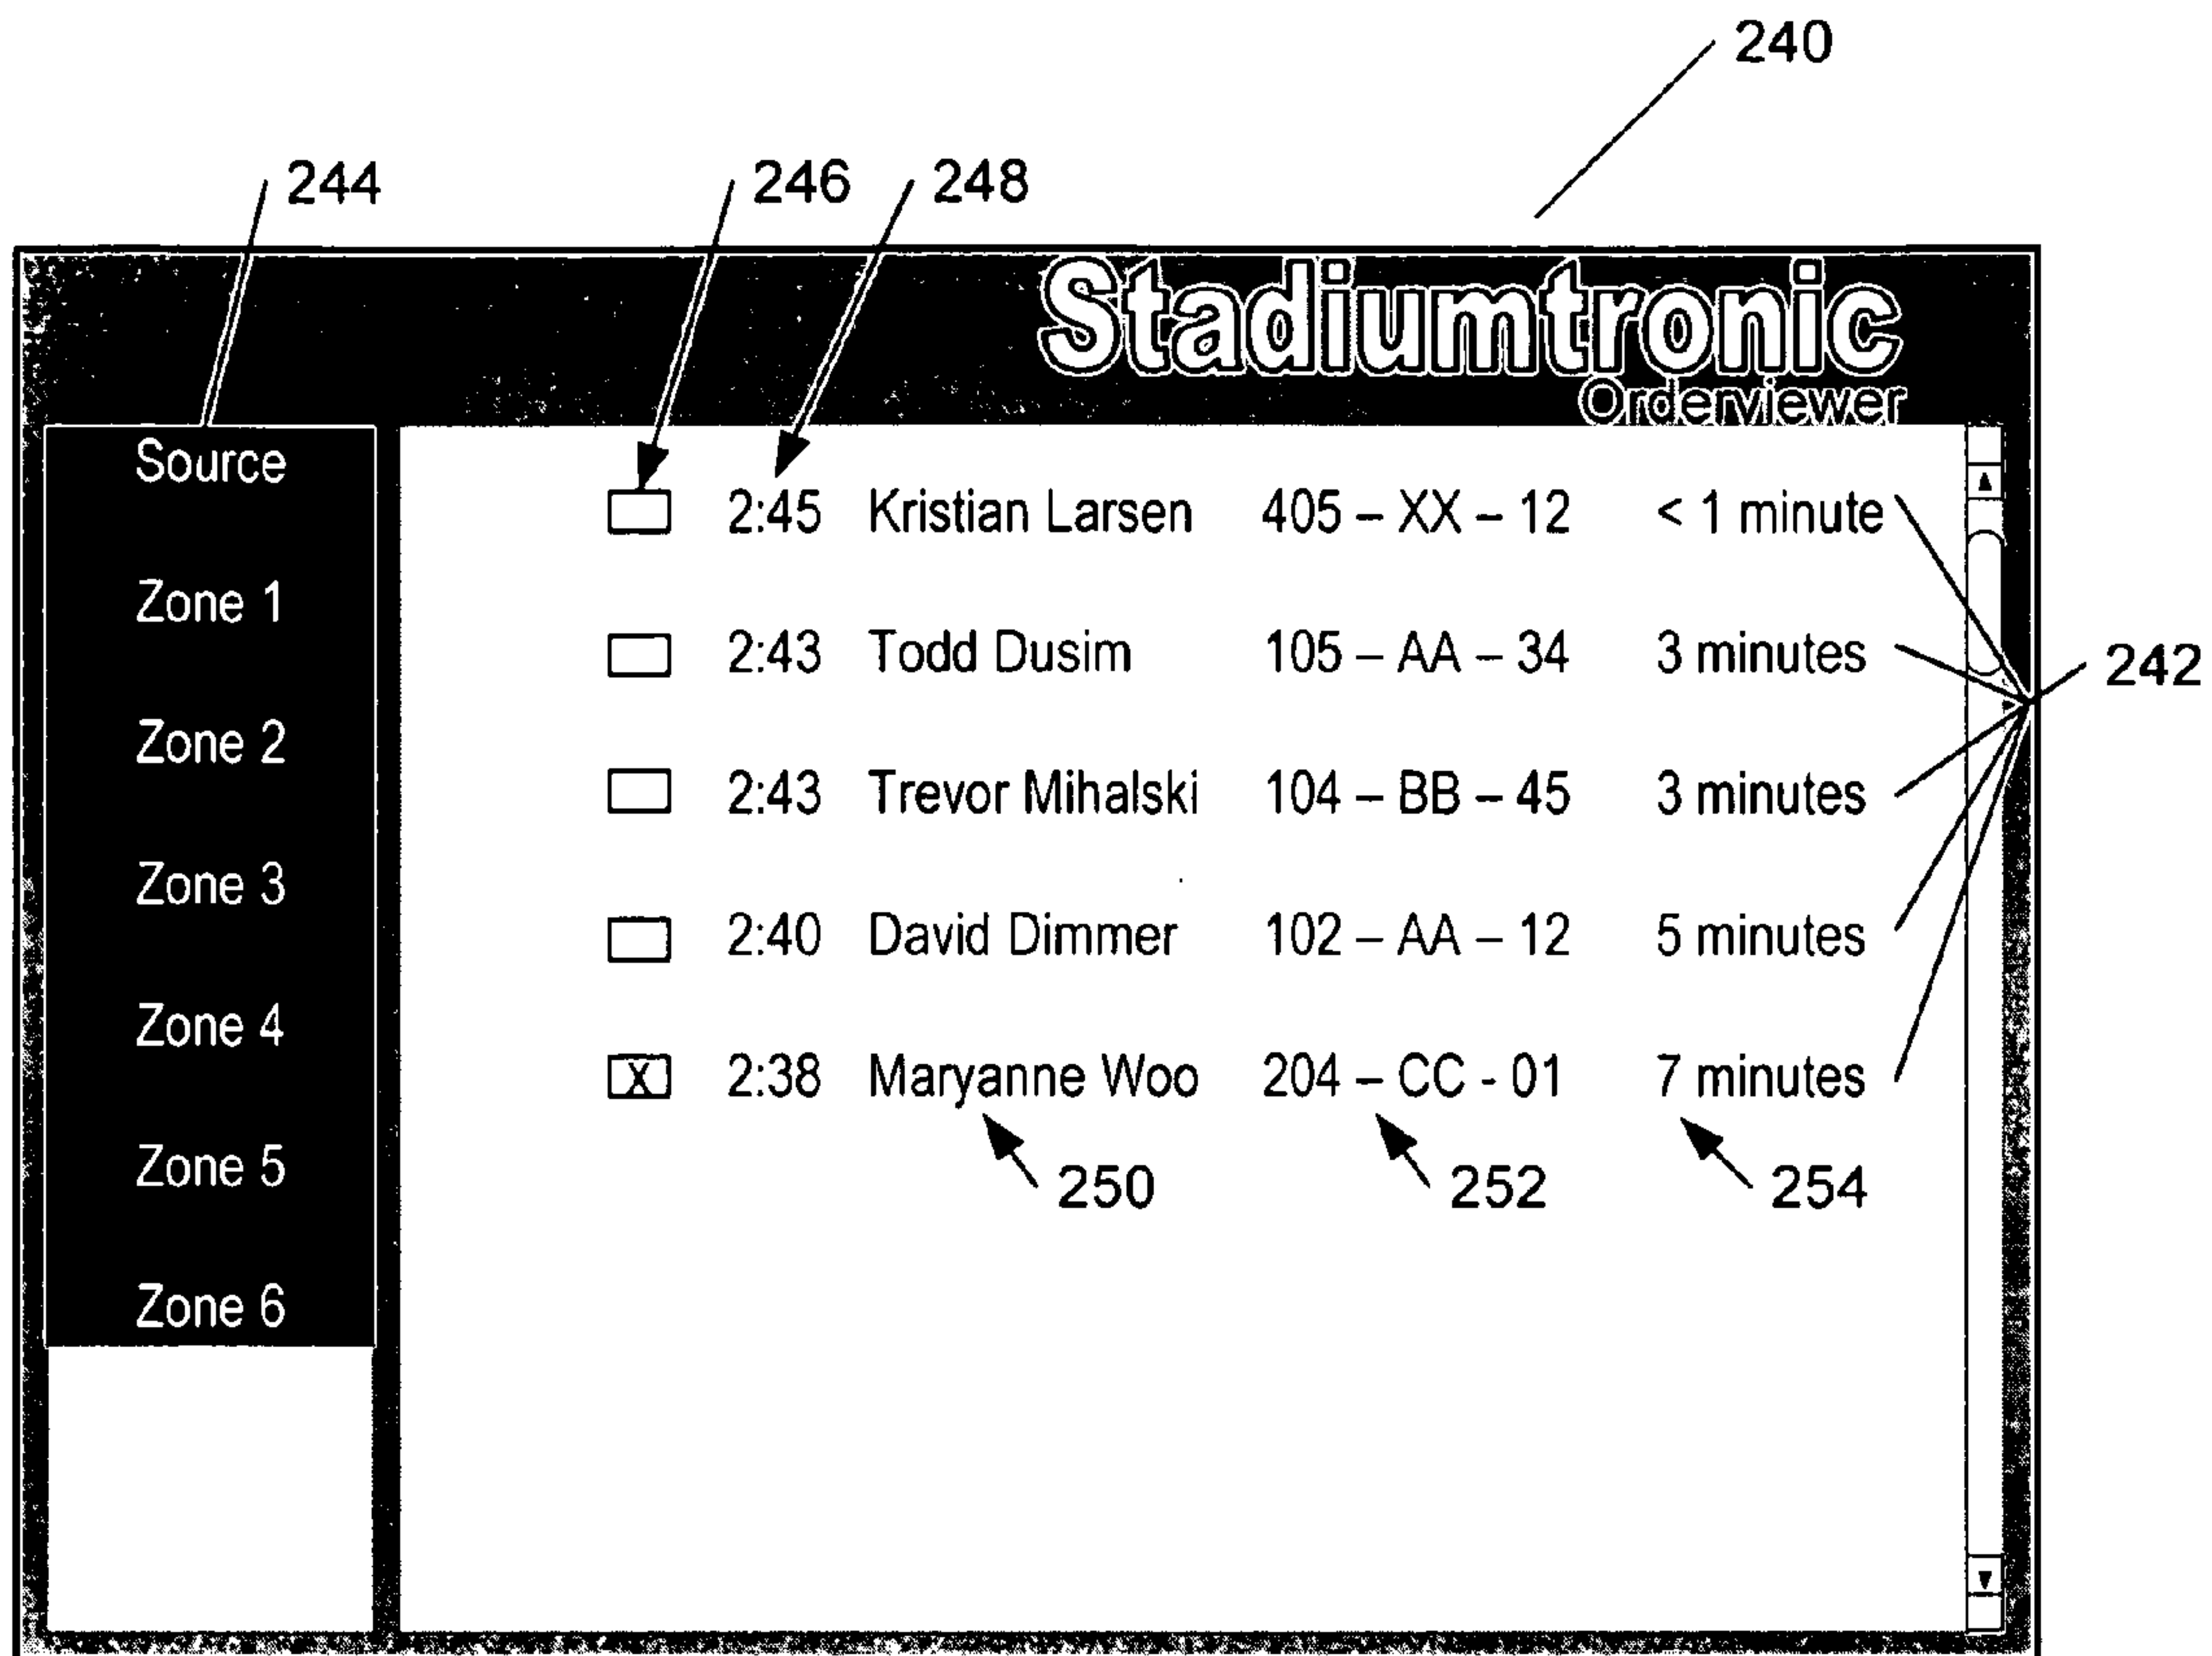 240
244 246 248
Stadiumtronic
Orderviewer
Source
Zone 1
Zone 2
Zone 3
Zone 4
Zone 5
Zone 6
2:45 Kristian Larsen 405 – XX – 12 < 1 minute
2:43 Todd Dusim 105 – AA – 34 3 minutes
242
2:43 Trevor Mihalski 104 – BB – 45 3 minutes
2:40 David Dimmer 102 – AA – 12 5 minutes
X 2:38 Maryanne Woo 204 – CC - 01 7 minutes
250 252 254